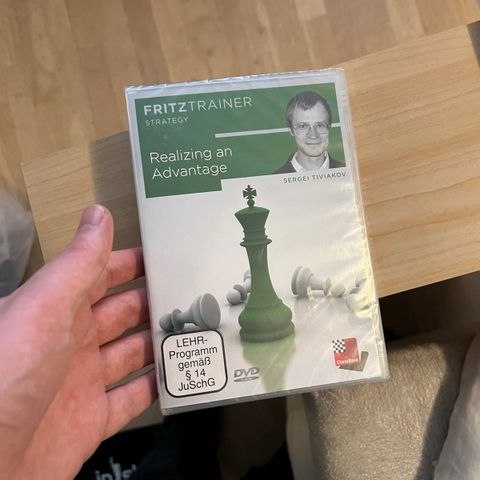 FRITZTRAINER
STRATEGY
Realizing an
Advantage
SERGEI TIVIAKOV
LEHR-
Programm
gemäß
§ 14
JuSchG
DVD
ChessBase